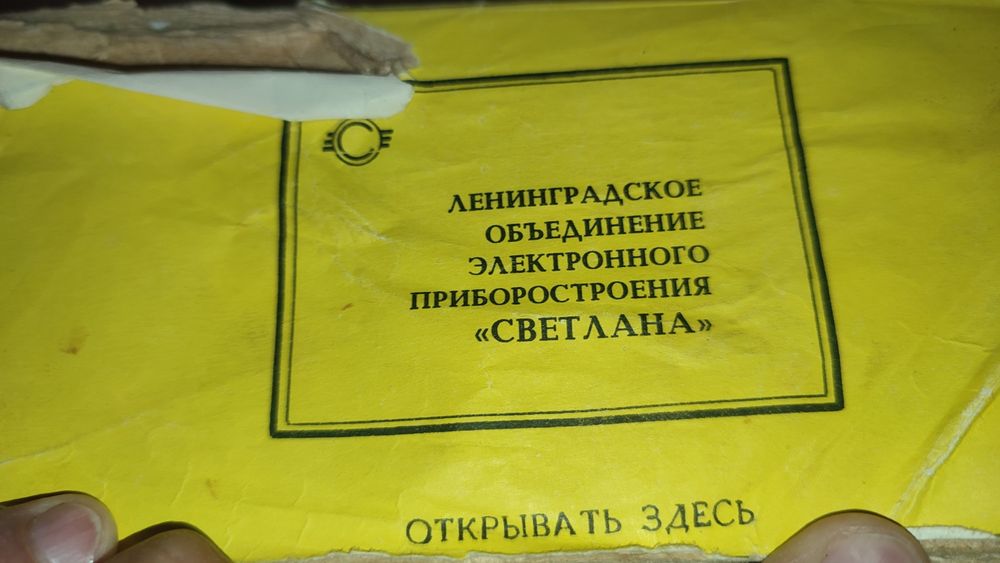 ЛЕНИНГРАДСКОЕ
ОБЪЕДИНЕНИЕ
ЭЛЕКТРОННОГО
ПРИБОРОСТРОЕНИЯ
«СВЕТЛАНА»
ОТКРЫВАТЬ ЗДЕСЬ